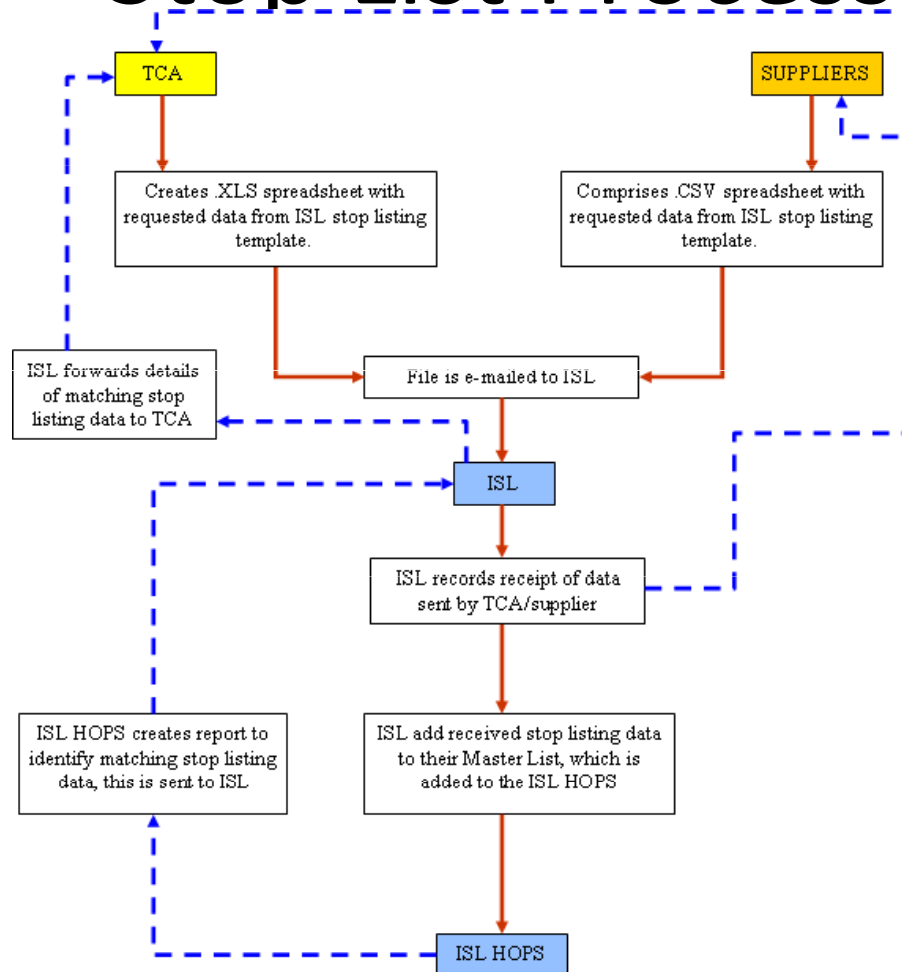 Stop List Process
TCA
SUPPLIERS
Creates .XLS spreadsheet with
requested data from ISL stop listing
template.
Comprises .CSV spreadsheet with
requested data from ISL stop listing
template.
ISL forwards details
of matching stop
listing data to TCA
File is e-mailed to ISL
ISL
ISL records receipt of data
sent by TCA/supplier
ISL HOPS creates report to
identify matching stop listing
data, this is sent to ISL
ISL add received stop listing data
to their Master List, which is
added to the ISL HOPS
ISL HOPS